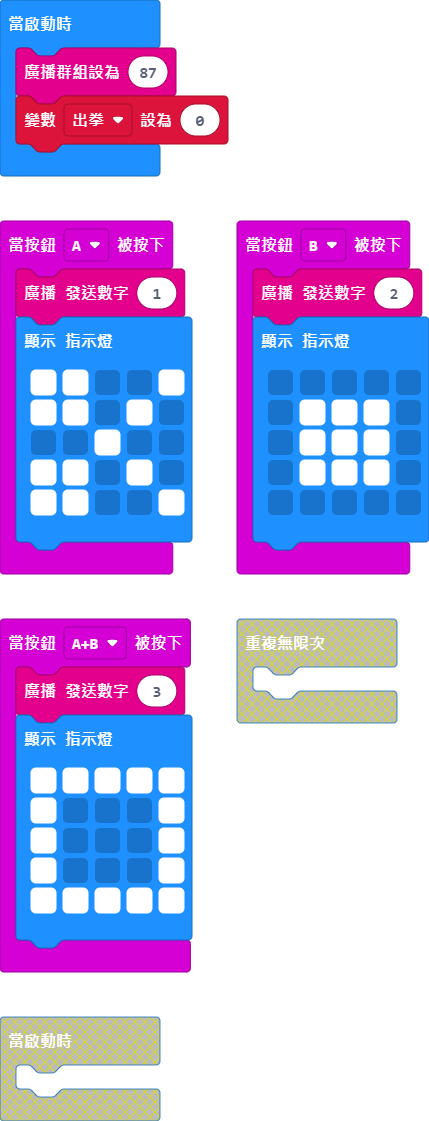 當啟動時
廣播群組設為 87
變數 出拳 設為 0
當按鈕 A 被按下
廣播 發送數字 1
顯示 指示燈
當按鈕 B 被按下
廣播 發送數字 2
顯示 指示燈
當按鈕 A+B 被按下
廣播 發送數字 3
顯示 指示燈
重複無限次
當啟動時